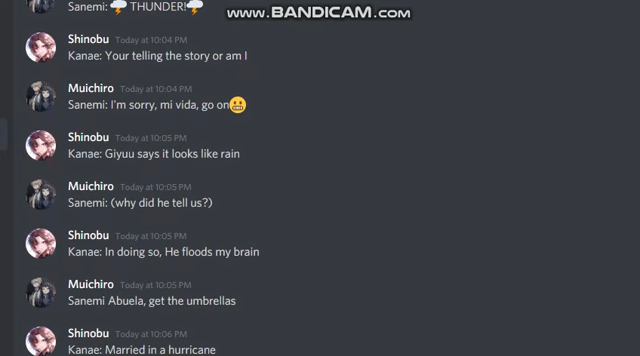 Sanemi: 🌩 THUNDER!🌩
www.BANDICAM.com
Shinobu Today at 10:04 PM
Kanae: Your telling the story or am I
Muichiro Today at 10:04 PM
Sanemi: I'm sorry, mi vida, go on😬
Shinobu Today at 10:05 PM
Kanae: Giyuu says it looks like rain
Muichiro Today at 10:05 PM
Sanemi: (why did he tell us?)
Shinobu Today at 10:05 PM
Kanae: In doing so, He floods my brain
Muichiro Today at 10:05 PM
Sanemi Abuela, get the umbrellas
Shinobu Today at 10:06 PM
Kanae: Married in a hurricane